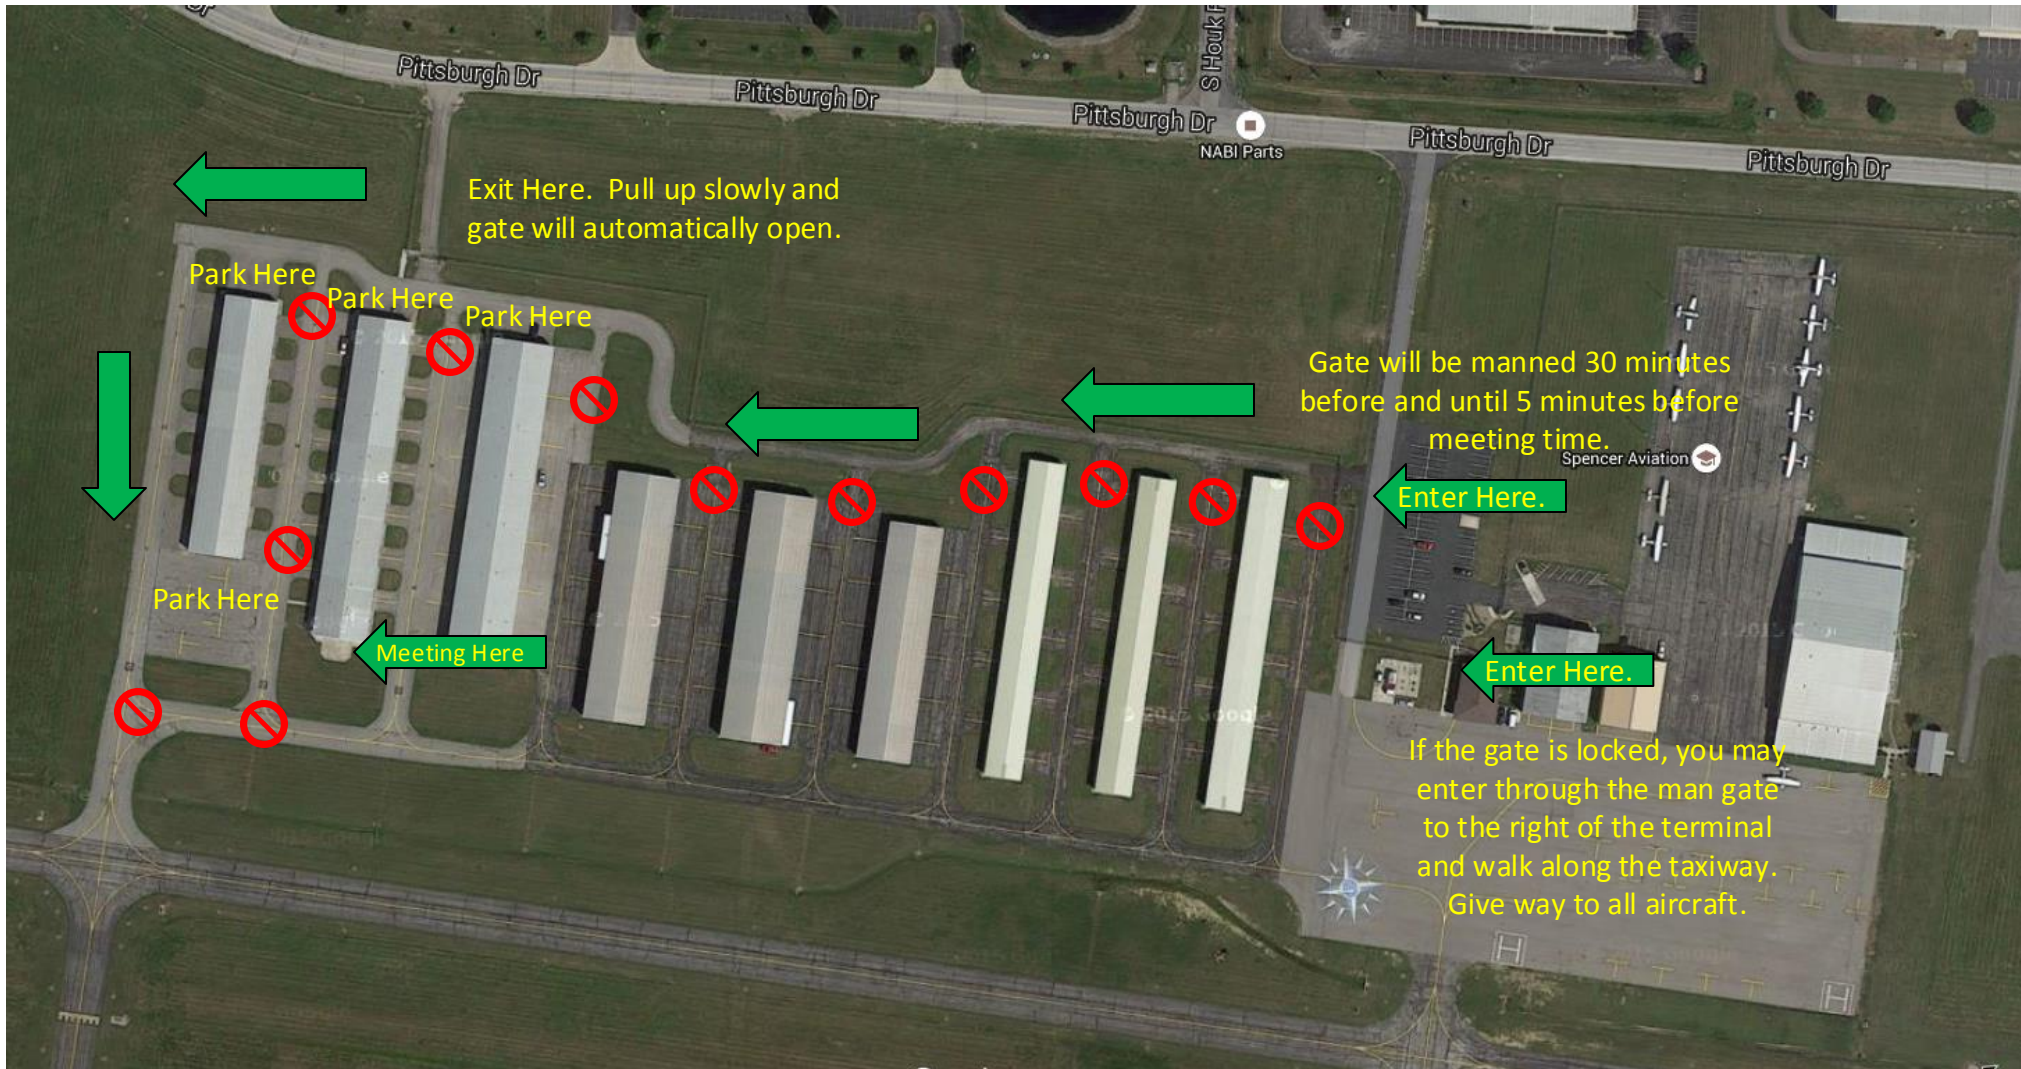 Dr
Pittsburgh Dr
Pittsburgh Dr
Pittsburgh Dr
S Houk
Pittsburgh Dr
Pittsburgh Dr
NABI Parts
Exit Here. Pull up slowly and
gate will automatically open.
Park Here
Park Here
Park Here
Gate will be manned 30 minutes
before and until 5 minutes before
meeting time.
Spencer Aviation
Enter Here.
Park Here
Meeting Here
Enter Here.
© 2015 Google
If the gate is locked, you may
enter through the man gate
to the right of the terminal
and walk along the taxiway.
Give way to all aircraft.
H
H